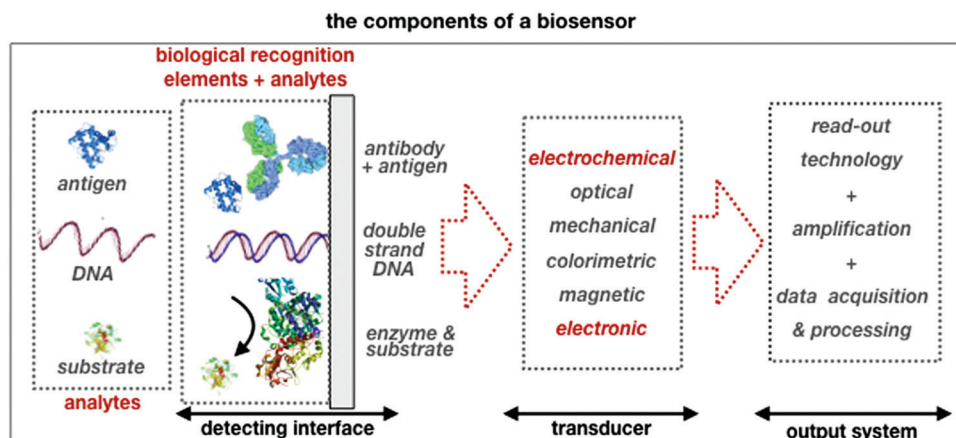 the components of a biosensor
biological recognition
elements + analytes
antigen
DNA
substrate
analytes
antibody
+ antigen
double
strand
DNA
enzyme &
substrate
detecting interface
electrochemical
optical
mechanical
colorimetric
magnetic
electronic
transducer
read-out
technology
+
amplification
+
data acquisition
& processing
output system